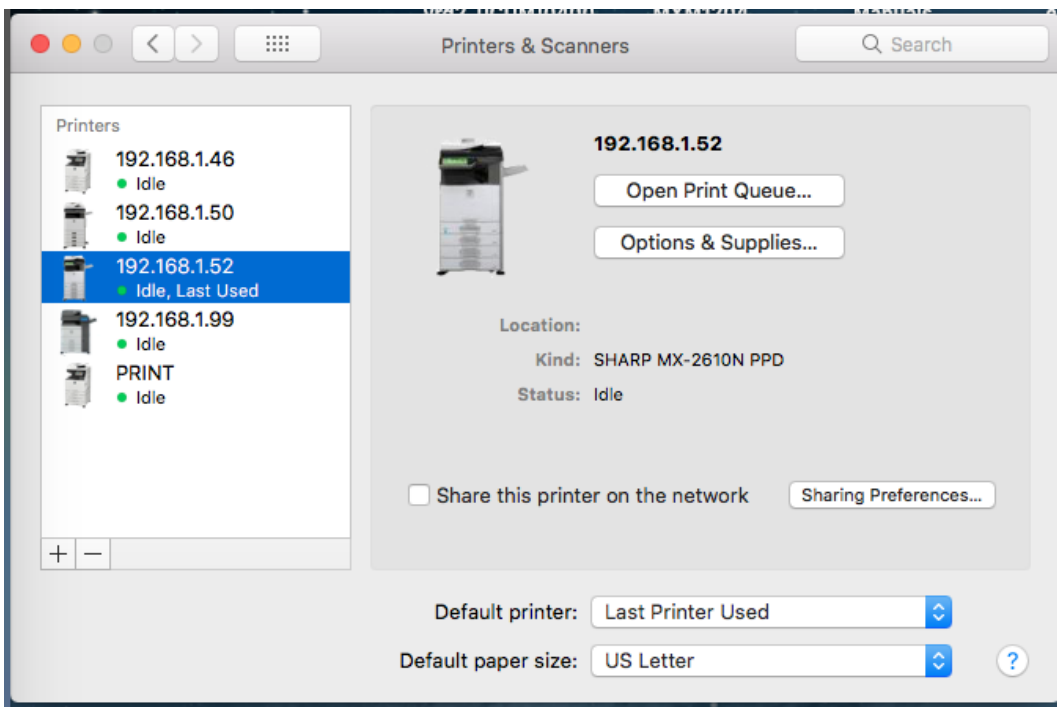 Printers & Scanners
Search
Printers
192.168.1.46
Idle
192.168.1.50
Idle
192.168.1.52
Idle, Last Used
192.168.1.99
Idle
PRINT
Idle
192.168.1.52
Open Print Queue...
Options & Supplies...
Location:
Kind: SHARP MX-2610N PPD
Status: Idle
Share this printer on the network
Sharing Preferences...
+ −
Default printer: Last Printer Used
Default paper size: US Letter
?